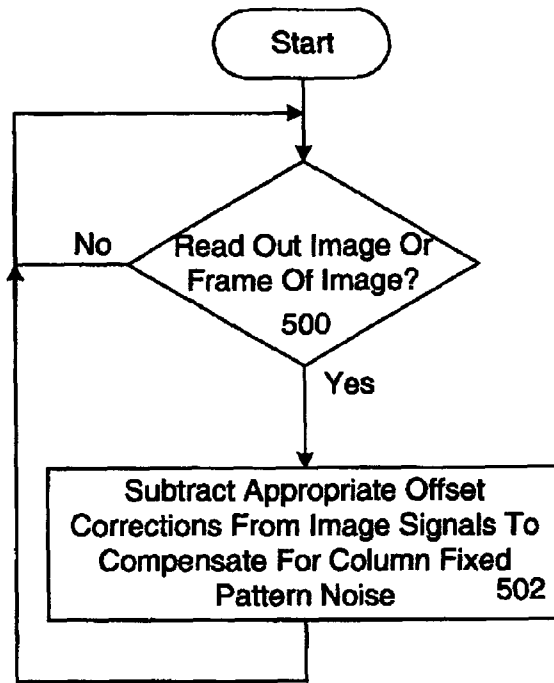 Start
No
Read Out Image Or
Frame Of Image?
500
Yes
Subtract Appropriate Offset
Corrections From Image Signals To
Compensate For Column Fixed
Pattern Noise 502